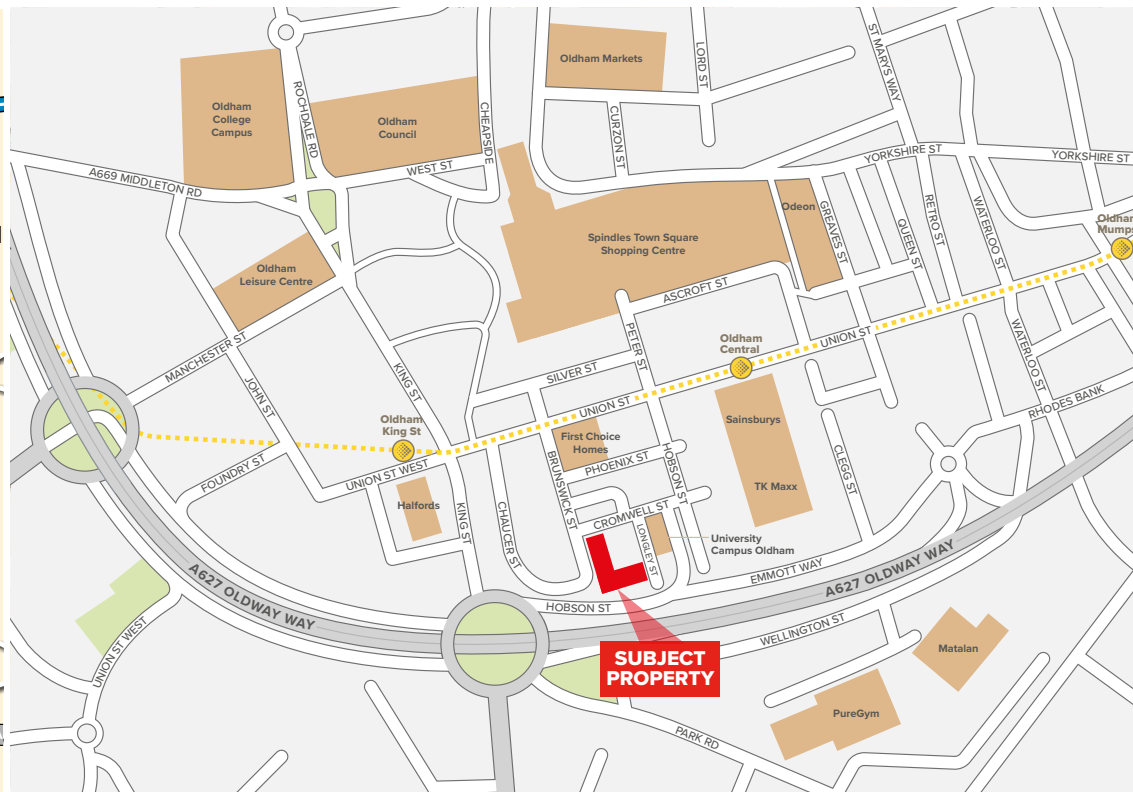 Oldham Markets
LORD ST
ST MARYS WAY
Oldham
College
Campus
ROCHDALE RD
Oldham
Council
CHEAPSIDE
CURZON ST
YORKSHIRE ST
YORKSHIRE ST
A669 MIDDLETON RD
WEST ST
Odeon
GREAVES ST
QUEEN ST
RETRO ST
WATERLOO ST
Oldham
Mumps
Spindles Town Square
Shopping Centre
Oldham
Leisure Centre
ASCROFT ST
MANCHESTER ST
JOHN ST
KING ST
PETER ST
SILVER ST
Oldham
Central
UNION ST
WATERLOO ST
RHODES BANK
UNION ST
Oldham
King St
First Choice
Homes
Sainsburys
FOUNDRY ST
UNION ST WEST
PHOENIX ST
HOBSON ST
BRUNSWICK ST
CLEGG ST
TK Maxx
Halfords
KING ST
CHAUCER ST
CROMWELL ST
LONGLEY ST
University
Campus Oldham
EMMOTT WAY
A627 OLDWAY WAY
A627 OLDWAY WAY
HOBSON ST
WELLINGTON ST
UNION ST WEST
SUBJECT
PROPERTY
Matalan
PureGym
PARK RD